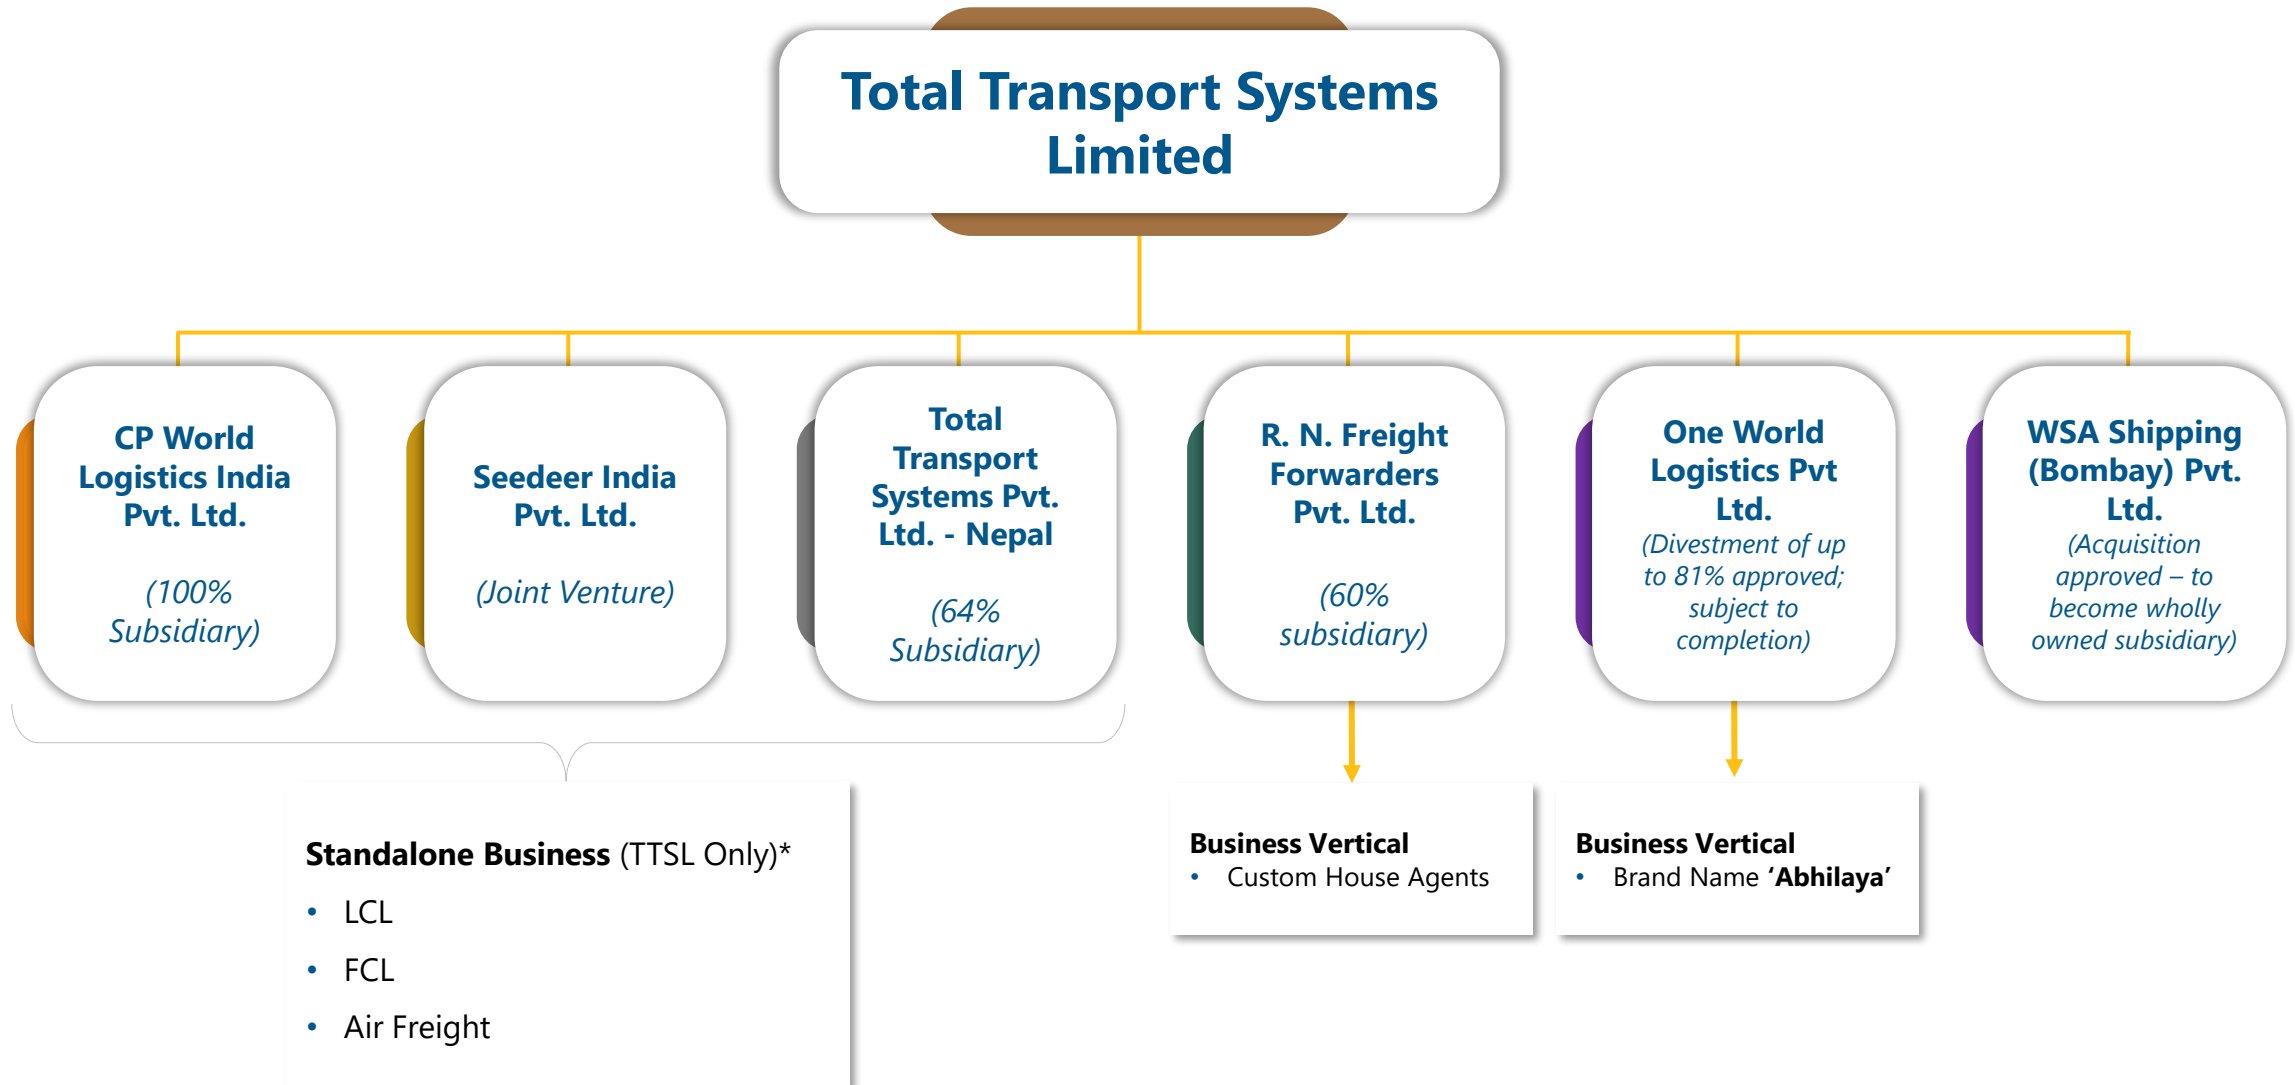 Total Transport Systems
Limited
CP World
Logistics India
Pvt. Ltd.
(100%
Subsidiary)
Seedeer India
Pvt. Ltd.
(Joint Venture)
Total
Transport
Systems Pvt.
Ltd. - Nepal
(64%
Subsidiary)
R. N. Freight
Forwarders
Pvt. Ltd.
(60%
subsidiary)
One World
Logistics Pvt
Ltd.
(Divestment of up
to 81% approved;
subject to
completion)
WSA Shipping
(Bombay) Pvt.
Ltd.
(Acquisition
approved – to
become wholly
owned subsidiary)
Standalone Business (TTSL Only)*
• LCL
• FCL
• Air Freight
Business Vertical
• Custom House Agents
Business Vertical
• Brand Name ‘Abhilaya’